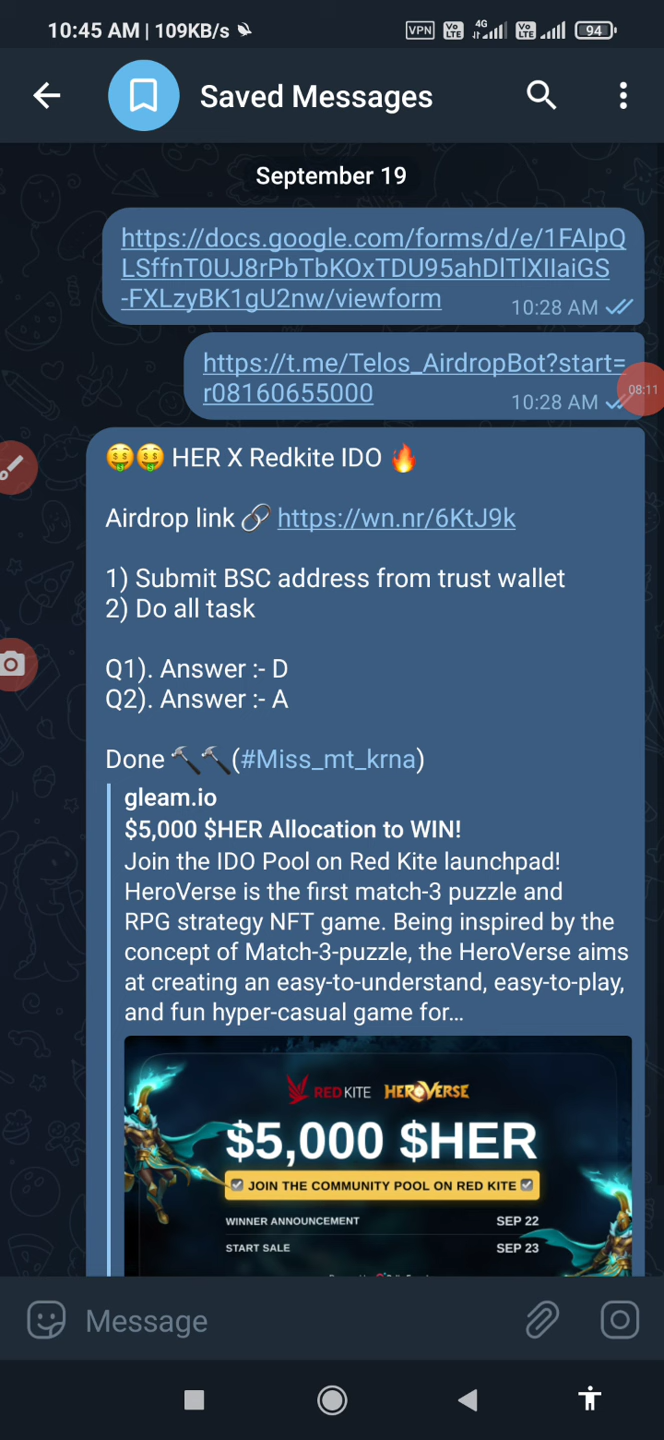 10:45 AM | 109KB/s
VPN Vo LTE 4G Vo LTE 94
Saved Messages
September 19
https://docs.google.com/forms/d/e/1FAIpQ
LSffnT0UJ8rPbTbKOxTDU95ahDlTlXIIaiGS
-FXLzyBK1gU2nw/viewform
10:28 AM
https://t.me/Telos_AirdropBot?start=
r08160655000
10:28 AM
08:11
🤑🤑 HER X Redkite IDO 🔥
Airdrop link 🔗 https://wn.nr/6KtJ9k
1) Submit BSC address from trust wallet
2) Do all task
Q1). Answer :- D
Q2). Answer :- A
Done 🔨🔨(#Miss_mt_krna)
gleam.io
$5,000 $HER Allocation to WIN!
Join the IDO Pool on Red Kite launchpad!
HeroVerse is the first match-3 puzzle and
RPG strategy NFT game. Being inspired by the
concept of Match-3-puzzle, the HeroVerse aims
at creating an easy-to-understand, easy-to-play,
and fun hyper-casual game for...
REDKITE HEROVERSE
$5,000 $HER
☑ JOIN THE COMMUNITY POOL ON RED KITE ☑
WINNER ANNOUNCEMENT SEP 22
START SALE SEP 23
Message